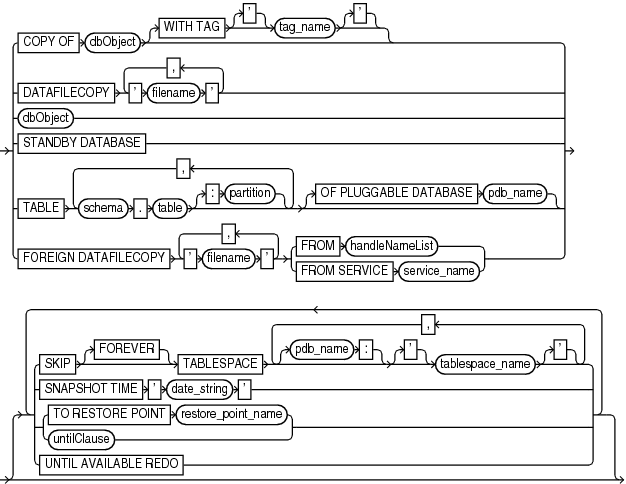 WITH TAG ' tag_name '
COPY OF dbObject
,
DATAFILECOPY ' filename '
dbObject
STANDBY DATABASE
,
: partition OF PLUGGABLE DATABASE pdb_name
TABLE schema . table
,
FROM handleNameList
FOREIGN DATAFILECOPY ' filename '
FROM SERVICE service_name
,
FOREVER pdb_name : ' '
SKIP TABLESPACE tablespace_name
SNAPSHOT TIME ' date_string '
TO RESTORE POINT restore_point_name
untilClause
UNTIL AVAILABLE REDO